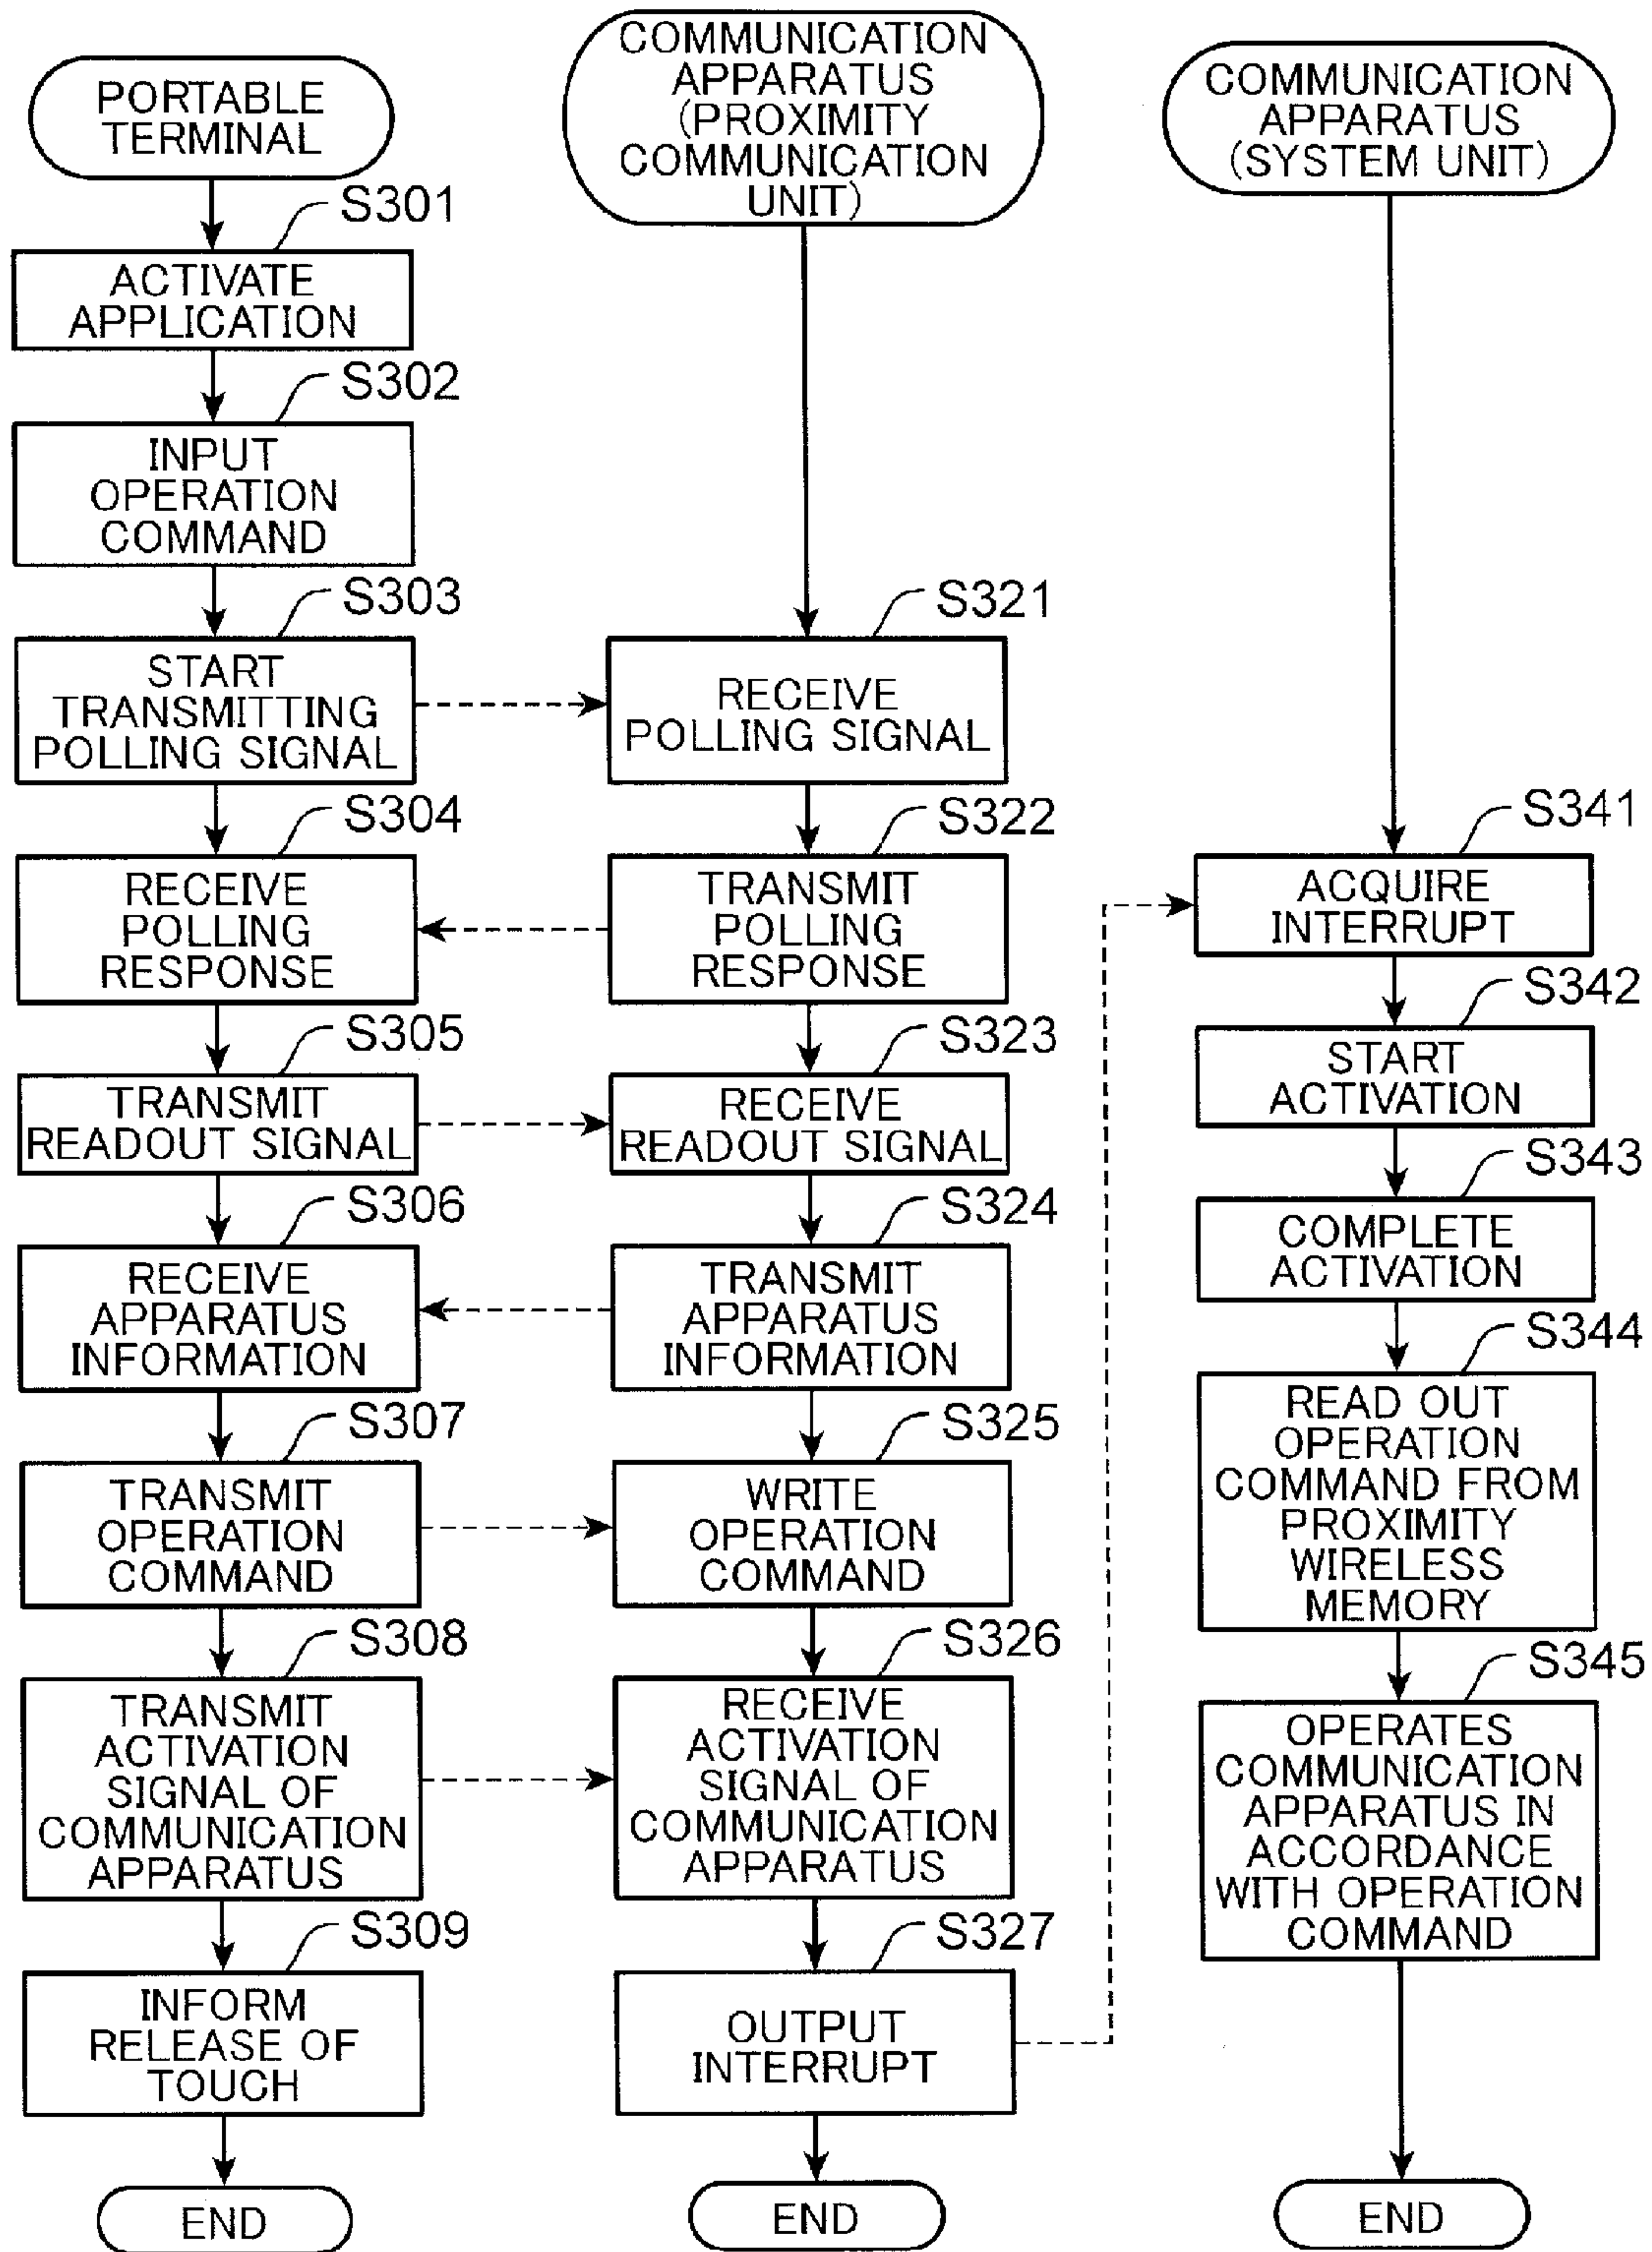 PORTABLE
TERMINAL
S301
ACTIVATE
APPLICATION
S302
INPUT
OPERATION
COMMAND
S303
START
TRANSMITTING
POLLING SIGNAL
S304
RECEIVE
POLLING
RESPONSE
S305
TRANSMIT
READOUT SIGNAL
S306
RECEIVE
APPARATUS
INFORMATION
S307
TRANSMIT
OPERATION
COMMAND
S308
TRANSMIT
ACTIVATION
SIGNAL OF
COMMUNICATION
APPARATUS
S309
INFORM
RELEASE OF
TOUCH
END
COMMUNICATION
APPARATUS
(PROXIMITY
COMMUNICATION
UNIT)
S321
RECEIVE
POLLING SIGNAL
S322
TRANSMIT
POLLING
RESPONSE
S323
RECEIVE
READOUT SIGNAL
S324
TRANSMIT
APPARATUS
INFORMATION
S325
WRITE
OPERATION
COMMAND
S326
RECEIVE
ACTIVATION
SIGNAL OF
COMMUNICATION
APPARATUS
S327
OUTPUT
INTERRUPT
END
COMMUNICATION
APPARATUS
(SYSTEM UNIT)
S341
ACQUIRE
INTERRUPT
S342
START
ACTIVATION
S343
COMPLETE
ACTIVATION
S344
READ OUT
OPERATION
COMMAND FROM
PROXIMITY
WIRELESS
MEMORY
S345
OPERATES
COMMUNICATION
APPARATUS IN
ACCORDANCE
WITH OPERATION
COMMAND
END